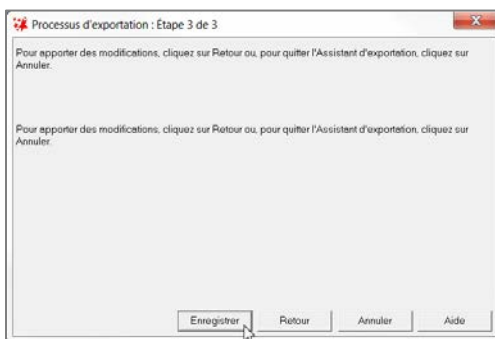 Processus d'exportation : Étape 3 de 3
Pour apporter des modifications, cliquez sur Retour ou, pour quitter l'Assistant d'exportation, cliquez sur
Annuler.
Pour apporter des modifications, cliquez sur Retour ou, pour quitter l'Assistant d'exportation, cliquez sur
Annuler.
Enregistrer Retour Annuler Aide